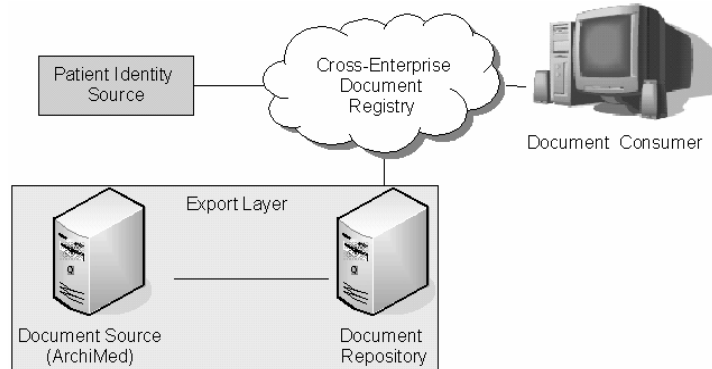 Patient Identity
Source
Cross-Enterprise
Document
Registry
Document Consumer
Export Layer
Document Source
(ArchiMed)
Document
Repository